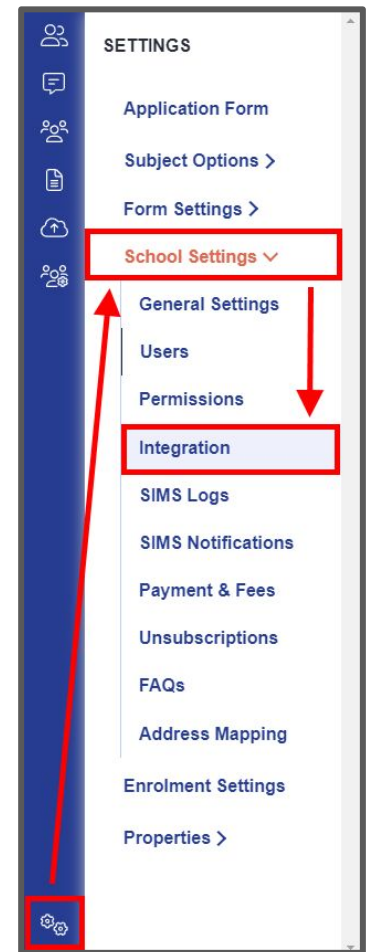 SETTINGS
Application Form
Subject Options >
Form Settings >
School Settings
General Settings
Users
Permissions
Integration
SIMS Logs
SIMS Notifications
Payment & Fees
Unsubscriptions
FAQs
Address Mapping
Enrolment Settings
Properties >